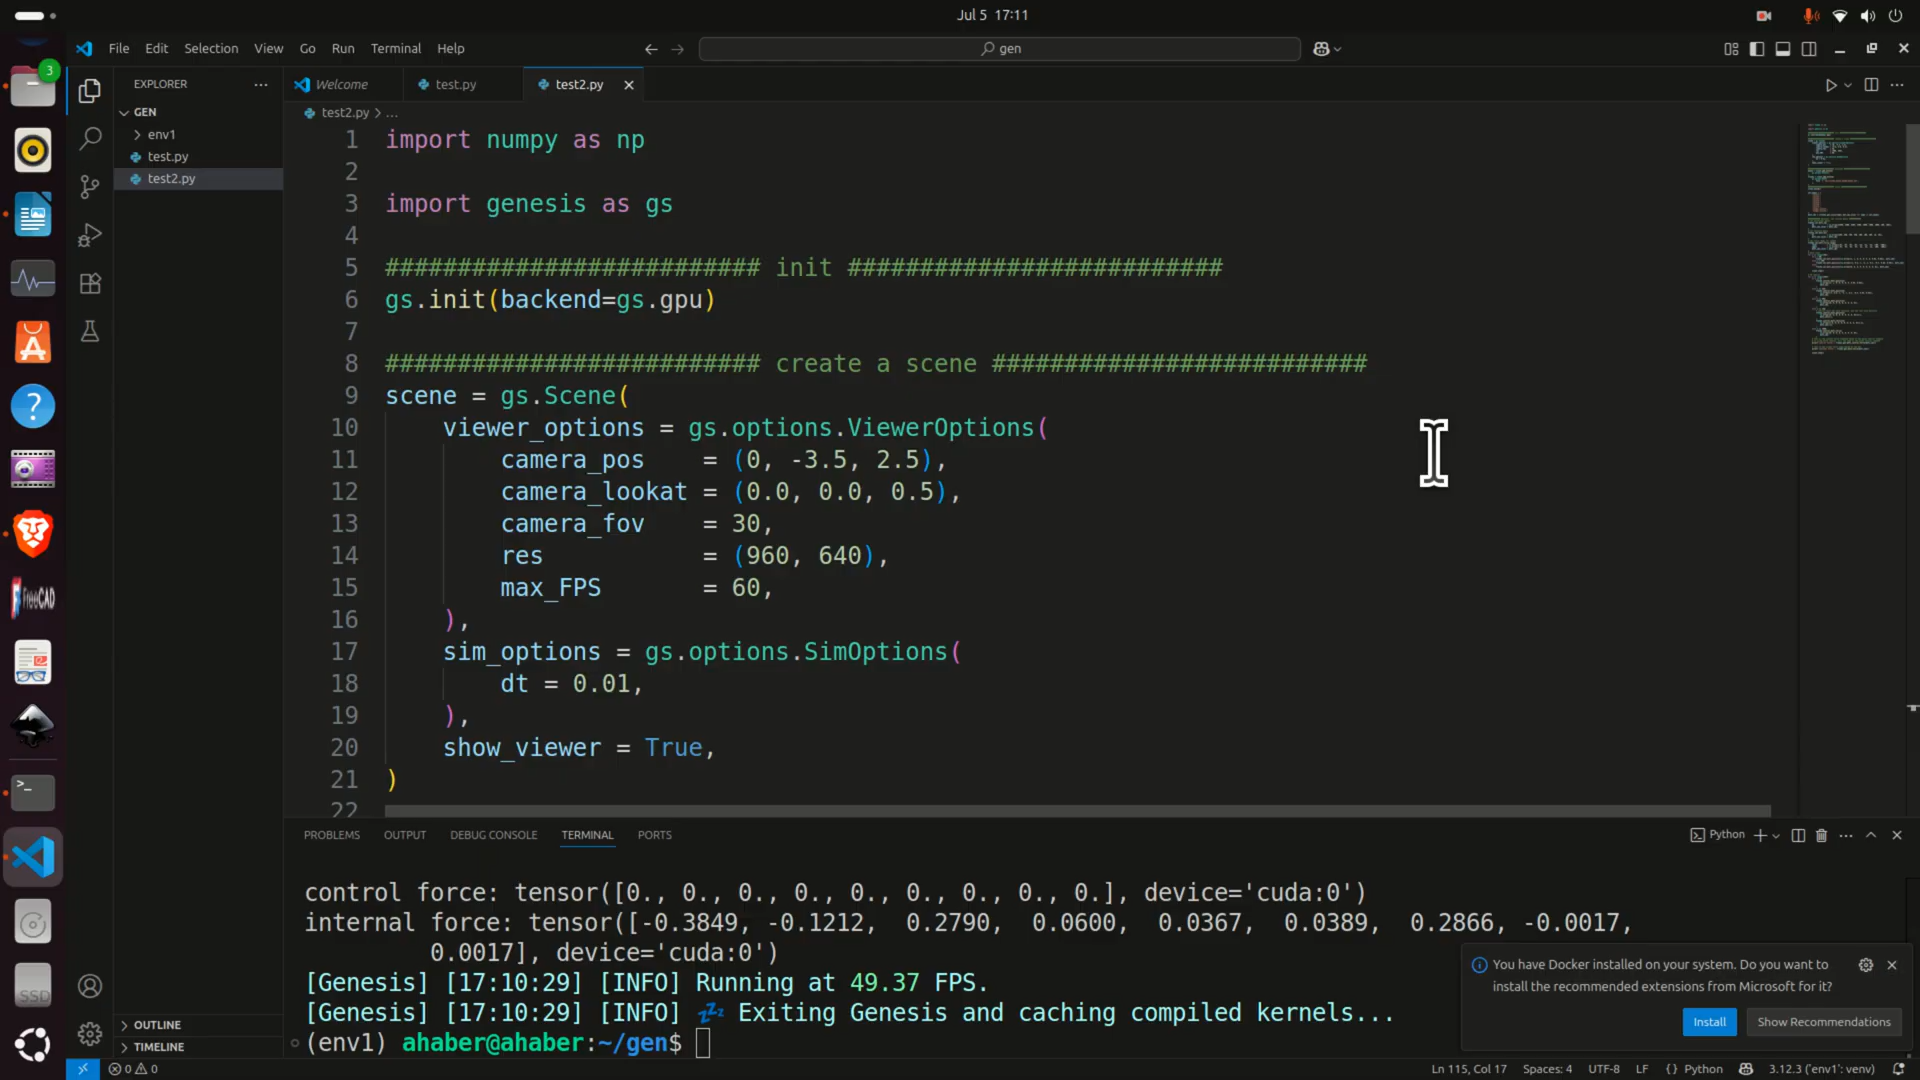 Jul 5 17:11
File Edit Selection View Go Run Terminal Help
gen
EXPLORER
GEN
env1
test.py
test2.py
OUTLINE
TIMELINE
Welcome
test.py
test2.py
test2.py > ...
1 import numpy as np
2
3 import genesis as gs
4
5 ########################## init ##########################
6 gs.init(backend=gs.gpu)
7
8 ########################## create a scene ##########################
9 scene = gs.Scene(
10 viewer_options = gs.options.ViewerOptions(
11 camera_pos = (0, -3.5, 2.5),
12 camera_lookat = (0.0, 0.0, 0.5),
13 camera_fov = 30,
14 res = (960, 640),
15 max_FPS = 60,
16 ),
17 sim_options = gs.options.SimOptions(
18 dt = 0.01,
19 ),
20 show_viewer = True,
21 )
22
PROBLEMS OUTPUT DEBUG CONSOLE TERMINAL PORTS
Python
control force: tensor([0., 0., 0., 0., 0., 0., 0., 0., 0.], device='cuda:0')
internal force: tensor([-0.3849, -0.1212, 0.2790, 0.0600, 0.0367, 0.0389, 0.2866, -0.0017,
0.0017], device='cuda:0')
[Genesis] [17:10:29] [INFO] Running at 49.37 FPS.
[Genesis] [17:10:29] [INFO] 💤 Exiting Genesis and caching compiled kernels...
(env1) ahaber@ahaber:~/gen$
You have Docker installed on your system. Do you want to
install the recommended extensions from Microsoft for it?
Install
Show Recommendations
0 0
Ln 115, Col 17 Spaces: 4 UTF-8 LF {} Python 3.12.3 ('env1': venv)
3
FreeCAD
SSD